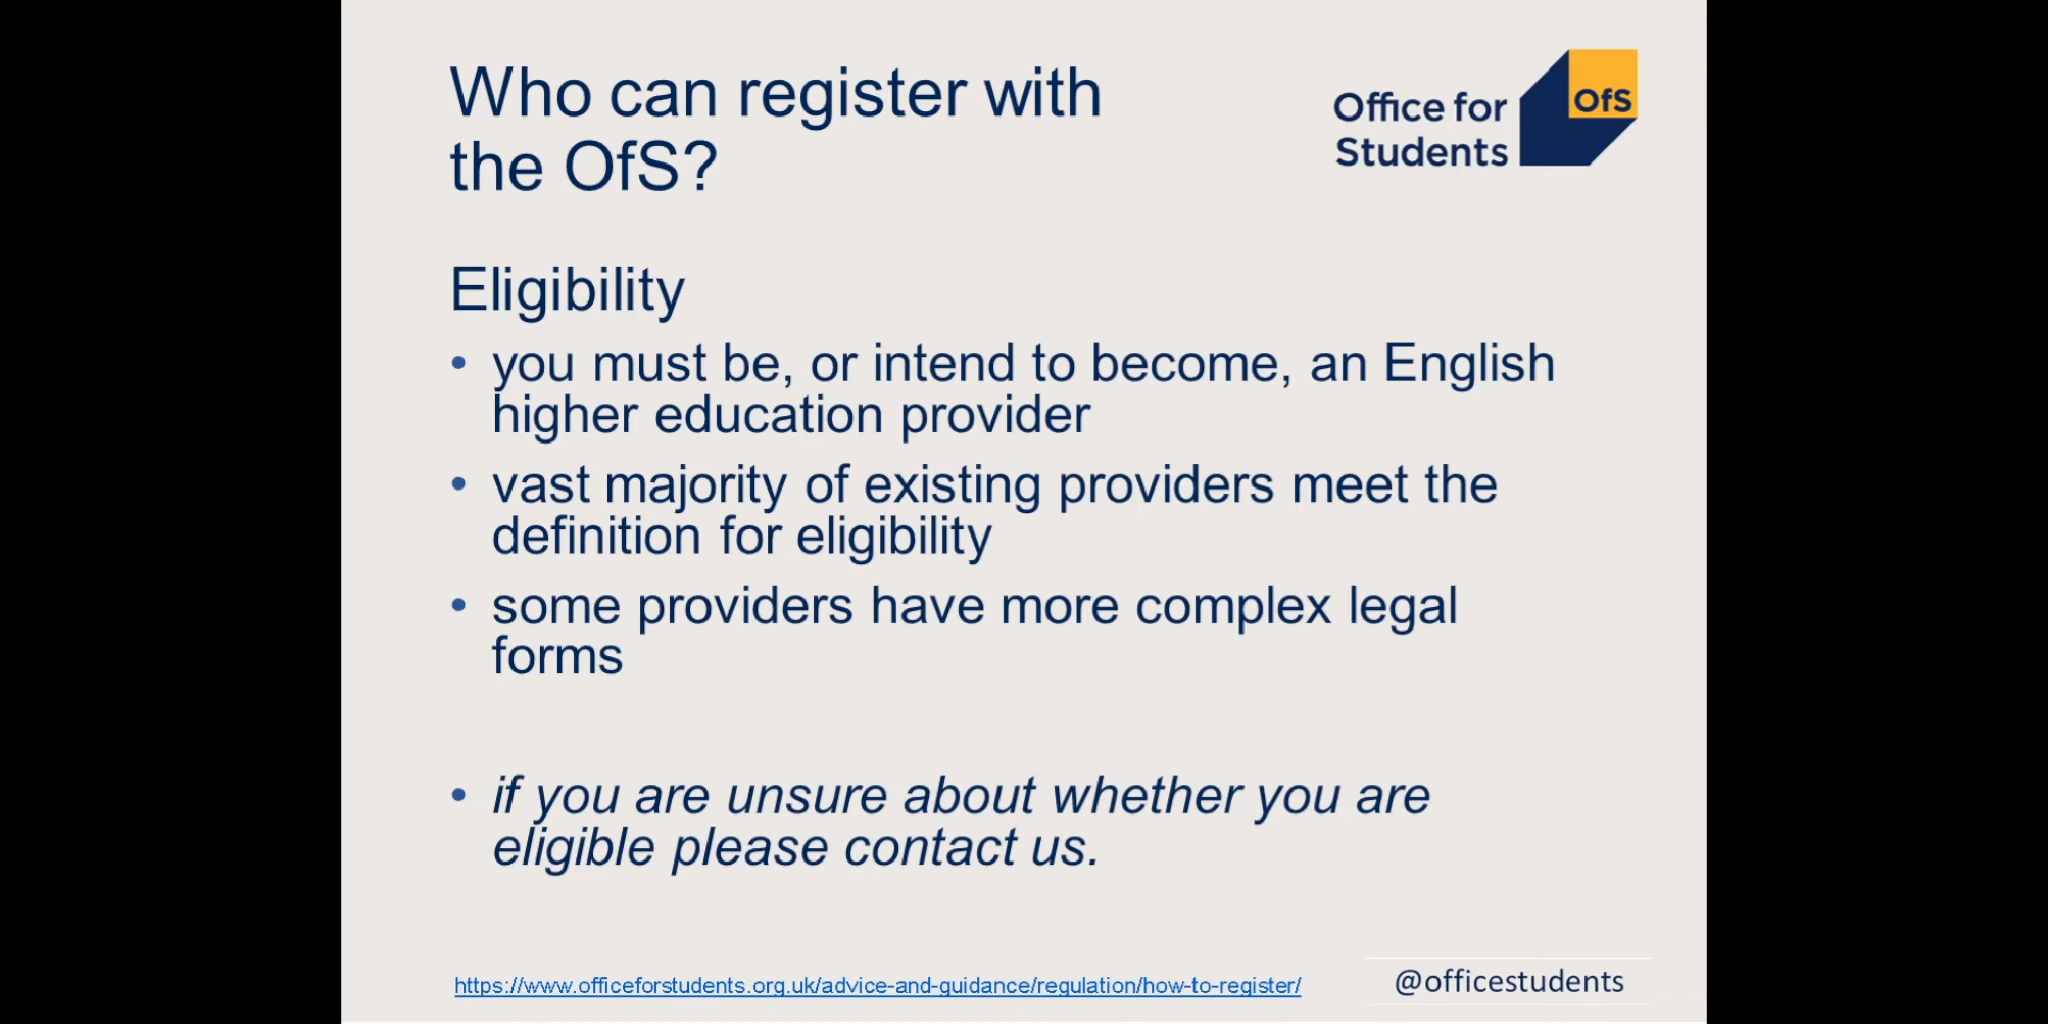 Who can register with
the OfS?
Office for
Students
OfS
Eligibility
• you must be, or intend to become, an English
higher education provider
• vast majority of existing providers meet the
definition for eligibility
• some providers have more complex legal
forms
• if you are unsure about whether you are
eligible please contact us.
https://www.officeforstudents.org.uk/advice-and-guidance/regulation/how-to-register/
@officestudents